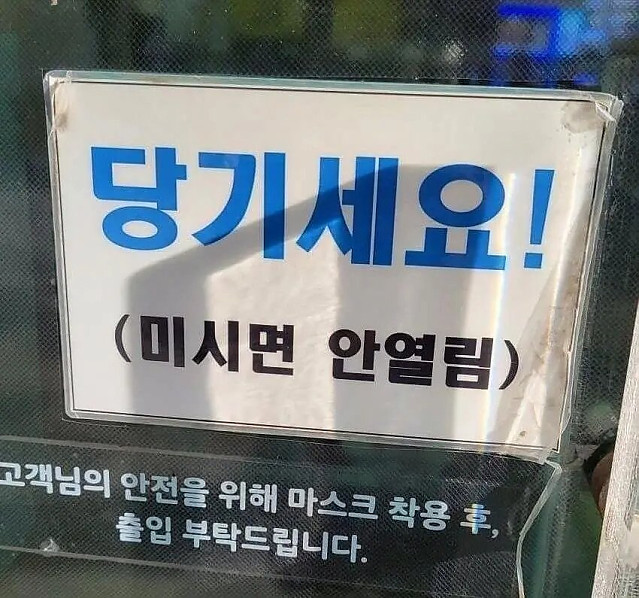 당기세요!
(미시면 안열림)
고객님의 안전을 위해 마스크 착용 후,
출입 부탁드립니다.